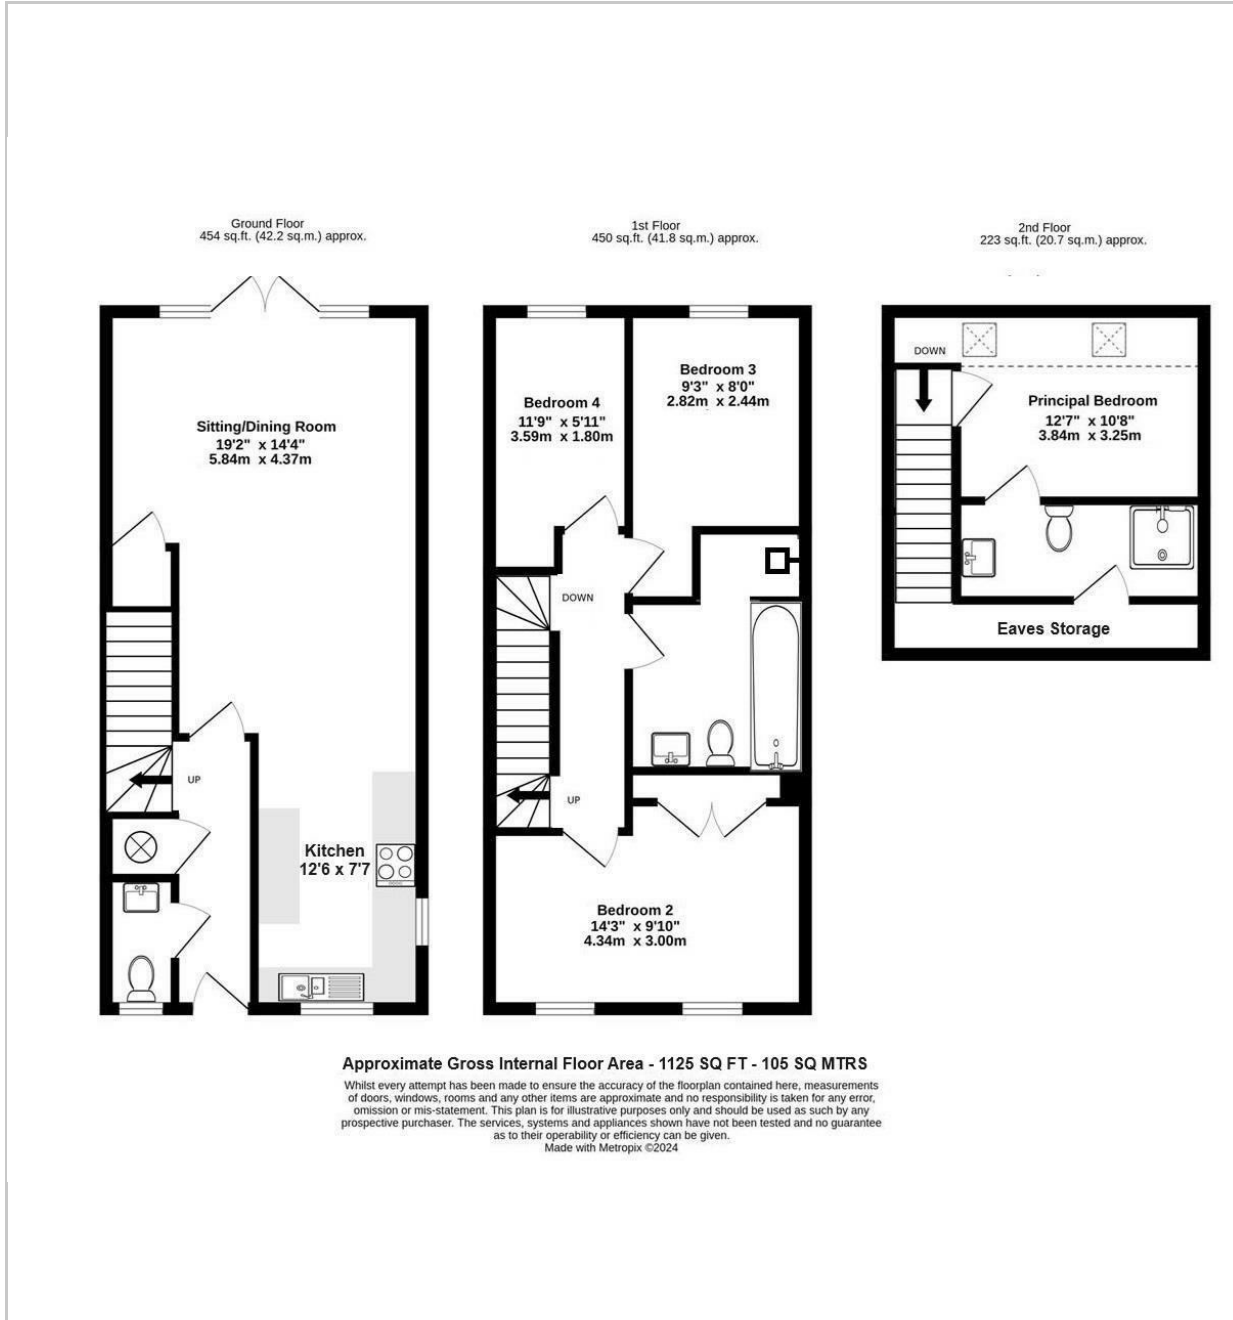 Ground Floor
454 sq.ft. (42.2 sq.m.) approx.
Sitting/Dining Room
19'2" x 14'4"
5.84m x 4.37m
UP
Kitchen
12'6 x 7'7
1st Floor
450 sq.ft. (41.8 sq.m.) approx.
Bedroom 4
11'9" x 5'11"
3.59m x 1.80m
Bedroom 3
9'3" x 8'0"
2.82m x 2.44m
DOWN
UP
Bedroom 2
14'3" x 9'10"
4.34m x 3.00m
2nd Floor
223 sq.ft. (20.7 sq.m.) approx.
DOWN
Principal Bedroom
12'7" x 10'8"
3.84m x 3.25m
Eaves Storage
Approximate Gross Internal Floor Area - 1125 SQ FT - 105 SQ MTRS
Whilst every attempt has been made to ensure the accuracy of the floorplan contained here, measurements
of doors, windows, rooms and any other items are approximate and no responsibility is taken for any error,
omission or mis-statement. This plan is for illustrative purposes only and should be used as such by any
prospective purchaser. The services, systems and appliances shown have not been tested and no guarantee
as to their operability or efficiency can be given.
Made with Metropix ©2024